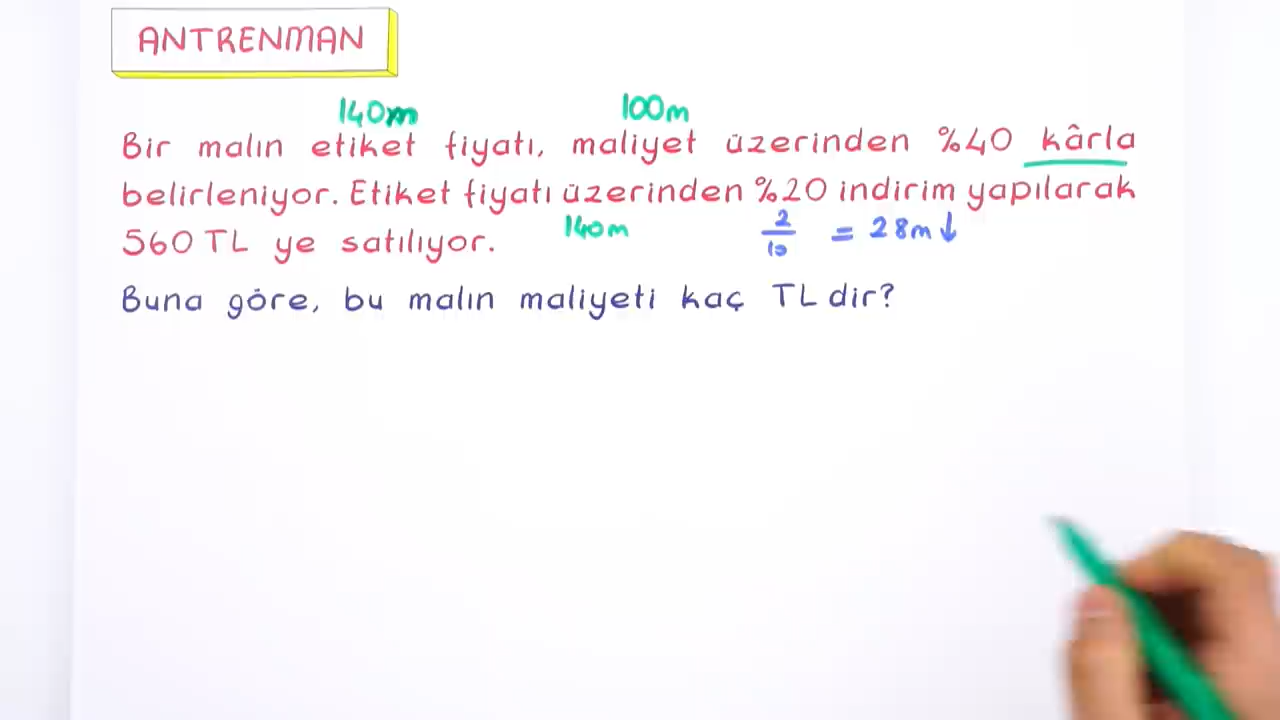 ANTRENMAN
140m 100m
Bir malın etiket fiyatı, maliyet üzerinden %40 kârla
belirleniyor. Etiket fiyatı üzerinden %20 indirim yapılarak
140m 2/10 = 28m↓
560 TL ye satılıyor.
Buna göre, bu malın maliyeti kaç TL dir?